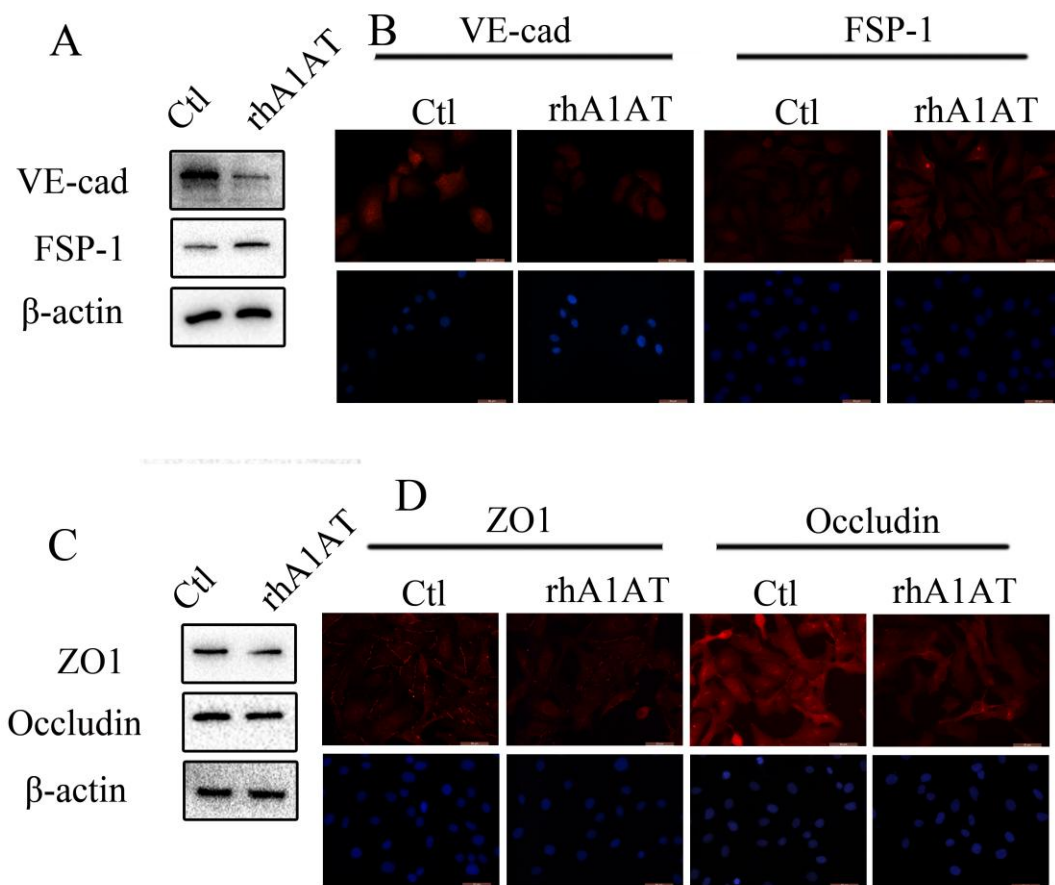 A
Ctl
rhA1AT
VE-cad
FSP-1
β-actin
B
VE-cad
FSP-1
Ctl
rhA1AT
Ctl
rhA1AT
C
Ctl
rhA1AT
ZO1
Occludin
β-actin
D
ZO1
Occludin
Ctl
rhA1AT
Ctl
rhA1AT